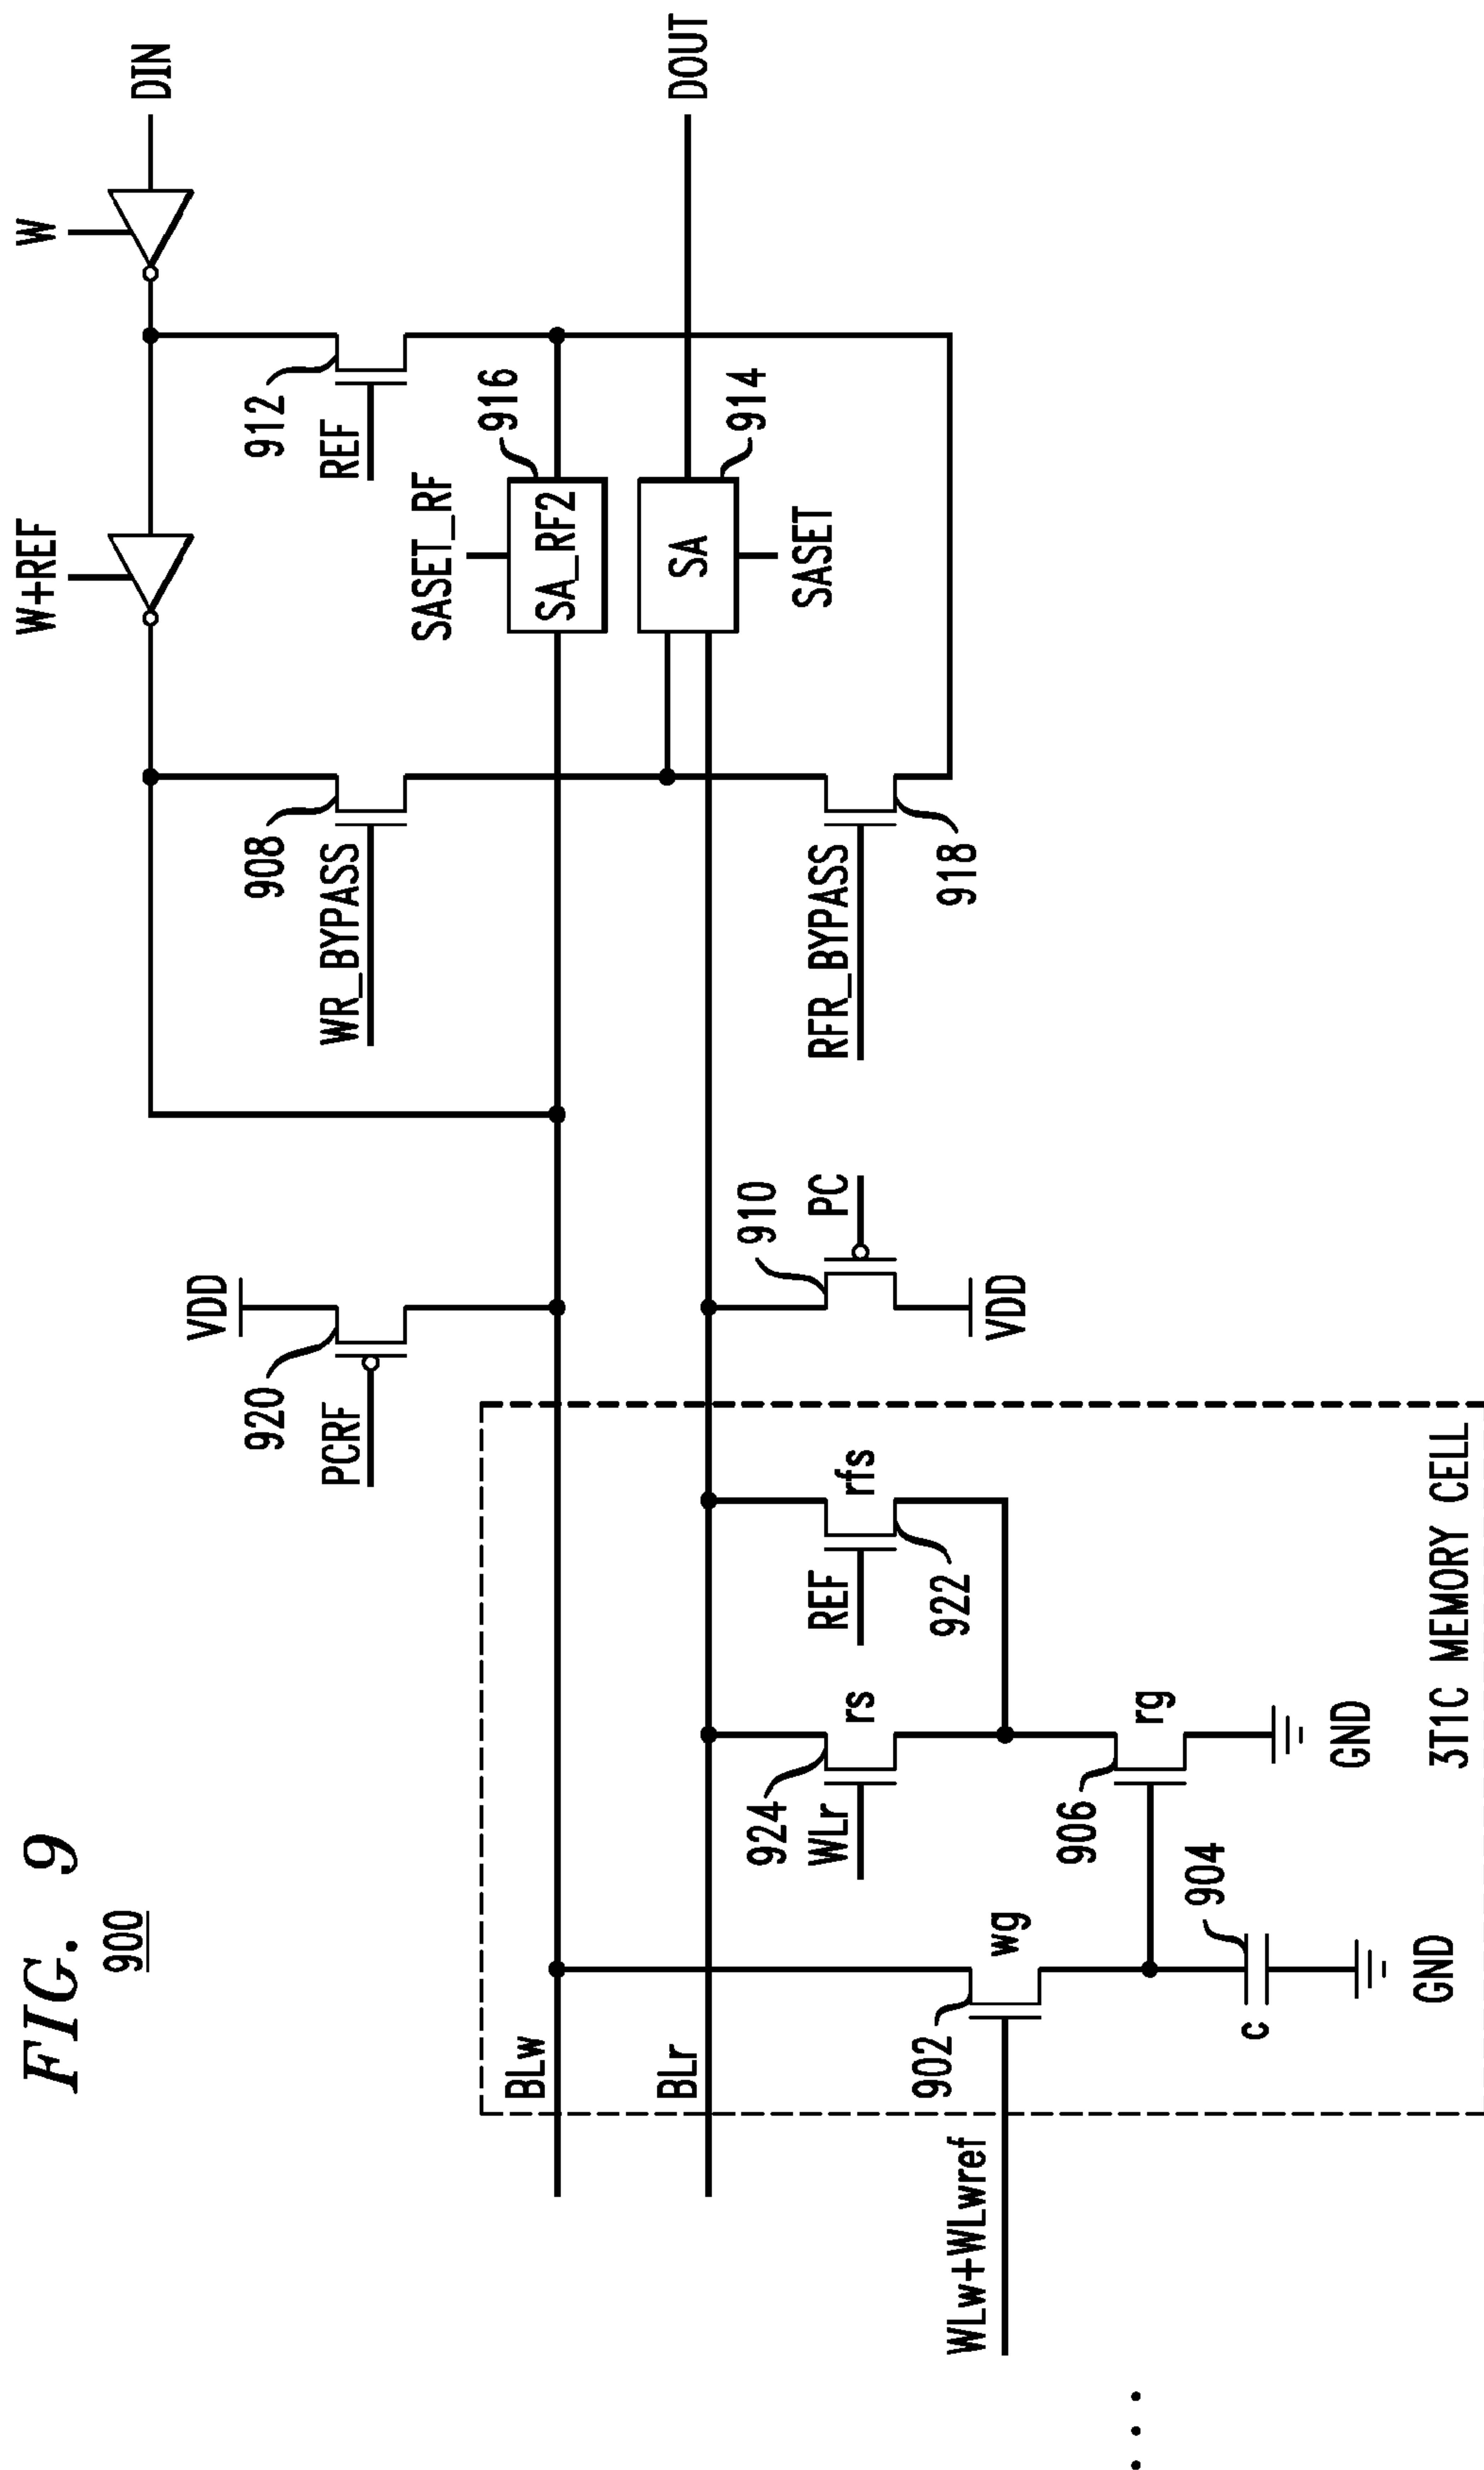 FIG. 9
900
W
DIN
W+REF
912
REF
908
WR_BYPASS
VDD
920
PCRF
SASET_RF
916
SA_RF2
914
SA
SASET
DOUT
BLw
BLr
910
PC
VDD
RFR_BYPASS
918
rfs
REF
922
rs
924
WLr
rg
906
GND
wg
902
904
c
GND
WLw+WLwref
3T1C MEMORY CELL